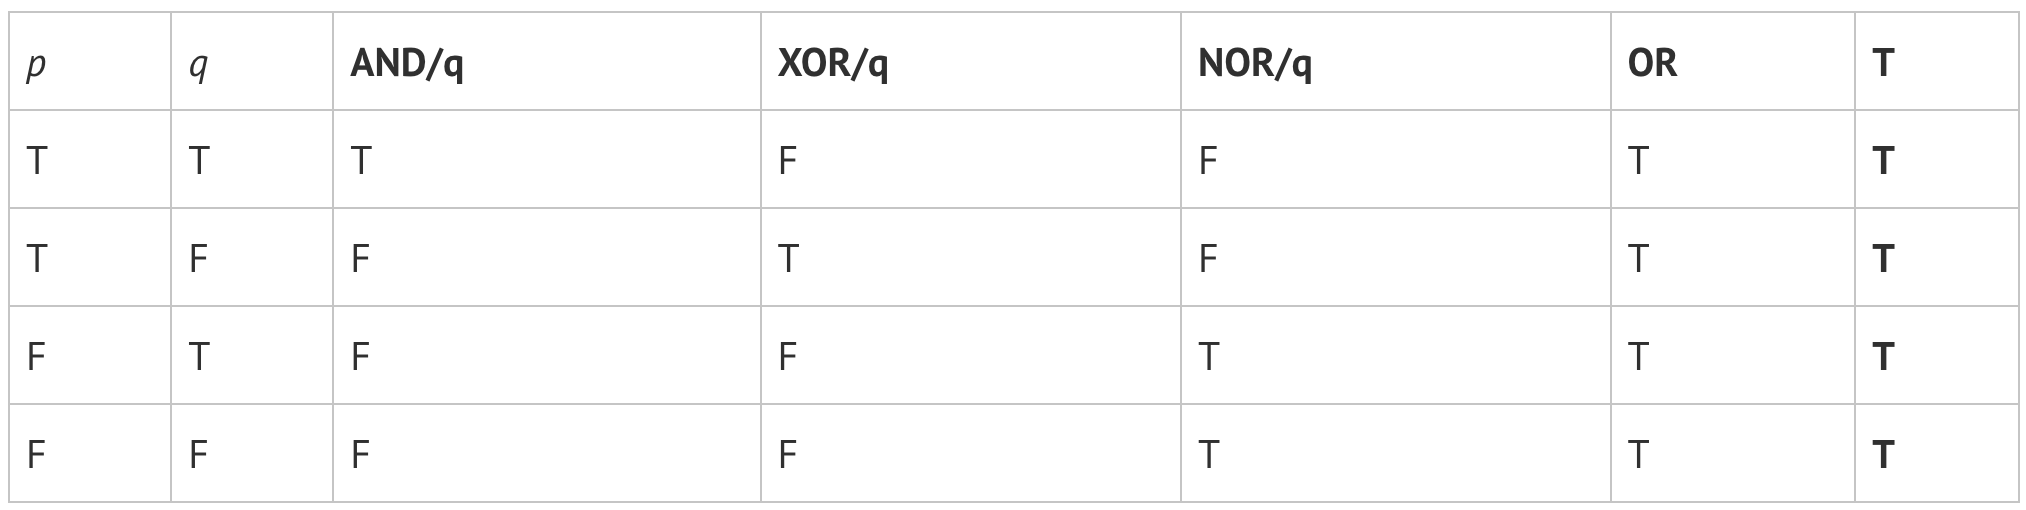 p q AND/q XOR/q NOR/q OR T
T T T F F T T
T F F T F T T
F T F F T T T
F F F F T T T